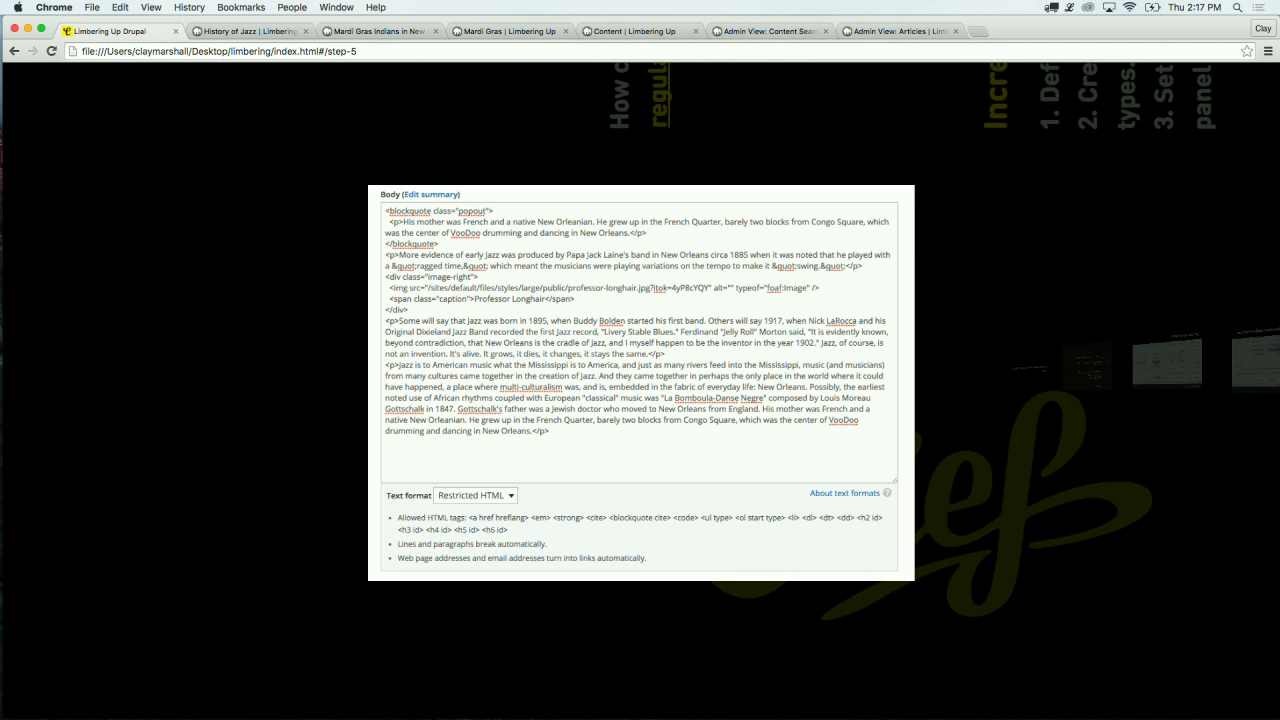 Chrome File Edit View History Bookmarks People Window Help Thu 2:17 PM
Limbering Up Drupal History of Jazz | Limbering Mardi Gras Indians in New Mardi Gras | Limbering Up Content | Limbering Up Admin View: Content Sear Admin View: Articles | Lim Clay
file:///Users/claymarshall/Desktop/limbering/index.html#/step-5
How c
regula
Incre
1. Def
2. Cre
types.
3. Set
panel
Body (Edit summary)
<blockquote class="popout">
<p>His mother was French and a native New Orleanian. He grew up in the French Quarter, barely two blocks from Congo Square, which
was the center of VooDoo drumming and dancing in New Orleans.</p>
</blockquote>
<p>More evidence of early Jazz was produced by Papa Jack Laine's band in New Orleans circa 1885 when it was noted that he played with
a &quot;ragged time,&quot; which meant the musicians were playing variations on the tempo to make it &quot;swing.&quot;</p>
<div class="image-right">
<img src="/sites/default/files/styles/large/public/professor-longhair.jpg?itok=4yP8cYQY" alt="" typeof="foaf:Image" />
<span class="caption">Professor Longhair</span>
</div>
<p>Some will say that Jazz was born in 1895, when Buddy Bolden started his first band. Others will say 1917, when Nick LaRocca and his
Original Dixieland Jazz Band recorded the first Jazz record, "Livery Stable Blues." Ferdinand "Jelly Roll" Morton said, "It is evidently known,
beyond contradiction, that New Orleans is the cradle of Jazz, and I myself happen to be the inventor in the year 1902." Jazz, of course, is
not an invention. It's alive. It grows, it dies, it changes, it stays the same.</p>
<p>Jazz is to American music what the Mississippi is to America, and just as many rivers feed into the Mississippi, music (and musicians)
from many cultures came together in the creation of Jazz. And they came together in perhaps the only place in the world where it could
have happened, a place where multi-culturalism was, and is, embedded in the fabric of everyday life: New Orleans. Possibly, the earliest
noted use of African rhythms coupled with European "classical" music was "La Bomboula-Danse Negre" composed by Louis Moreau
Gottschalk in 1847. Gottschalk's father was a Jewish doctor who moved to New Orleans from England. His mother was French and a
native New Orleanian. He grew up in the French Quarter, barely two blocks from Congo Square, which was the center of VooDoo
drumming and dancing in New Orleans.</p>
Text format Restricted HTML About text formats ?
Allowed HTML tags: <a href hreflang> <em> <strong> <cite> <blockquote cite> <code> <ul type> <ol start type> <li> <dl> <dt> <dd> <h2 id>
<h3 id> <h4 id> <h5 id> <h6 id>
Lines and paragraphs break automatically.
Web page addresses and email addresses turn into links automatically.